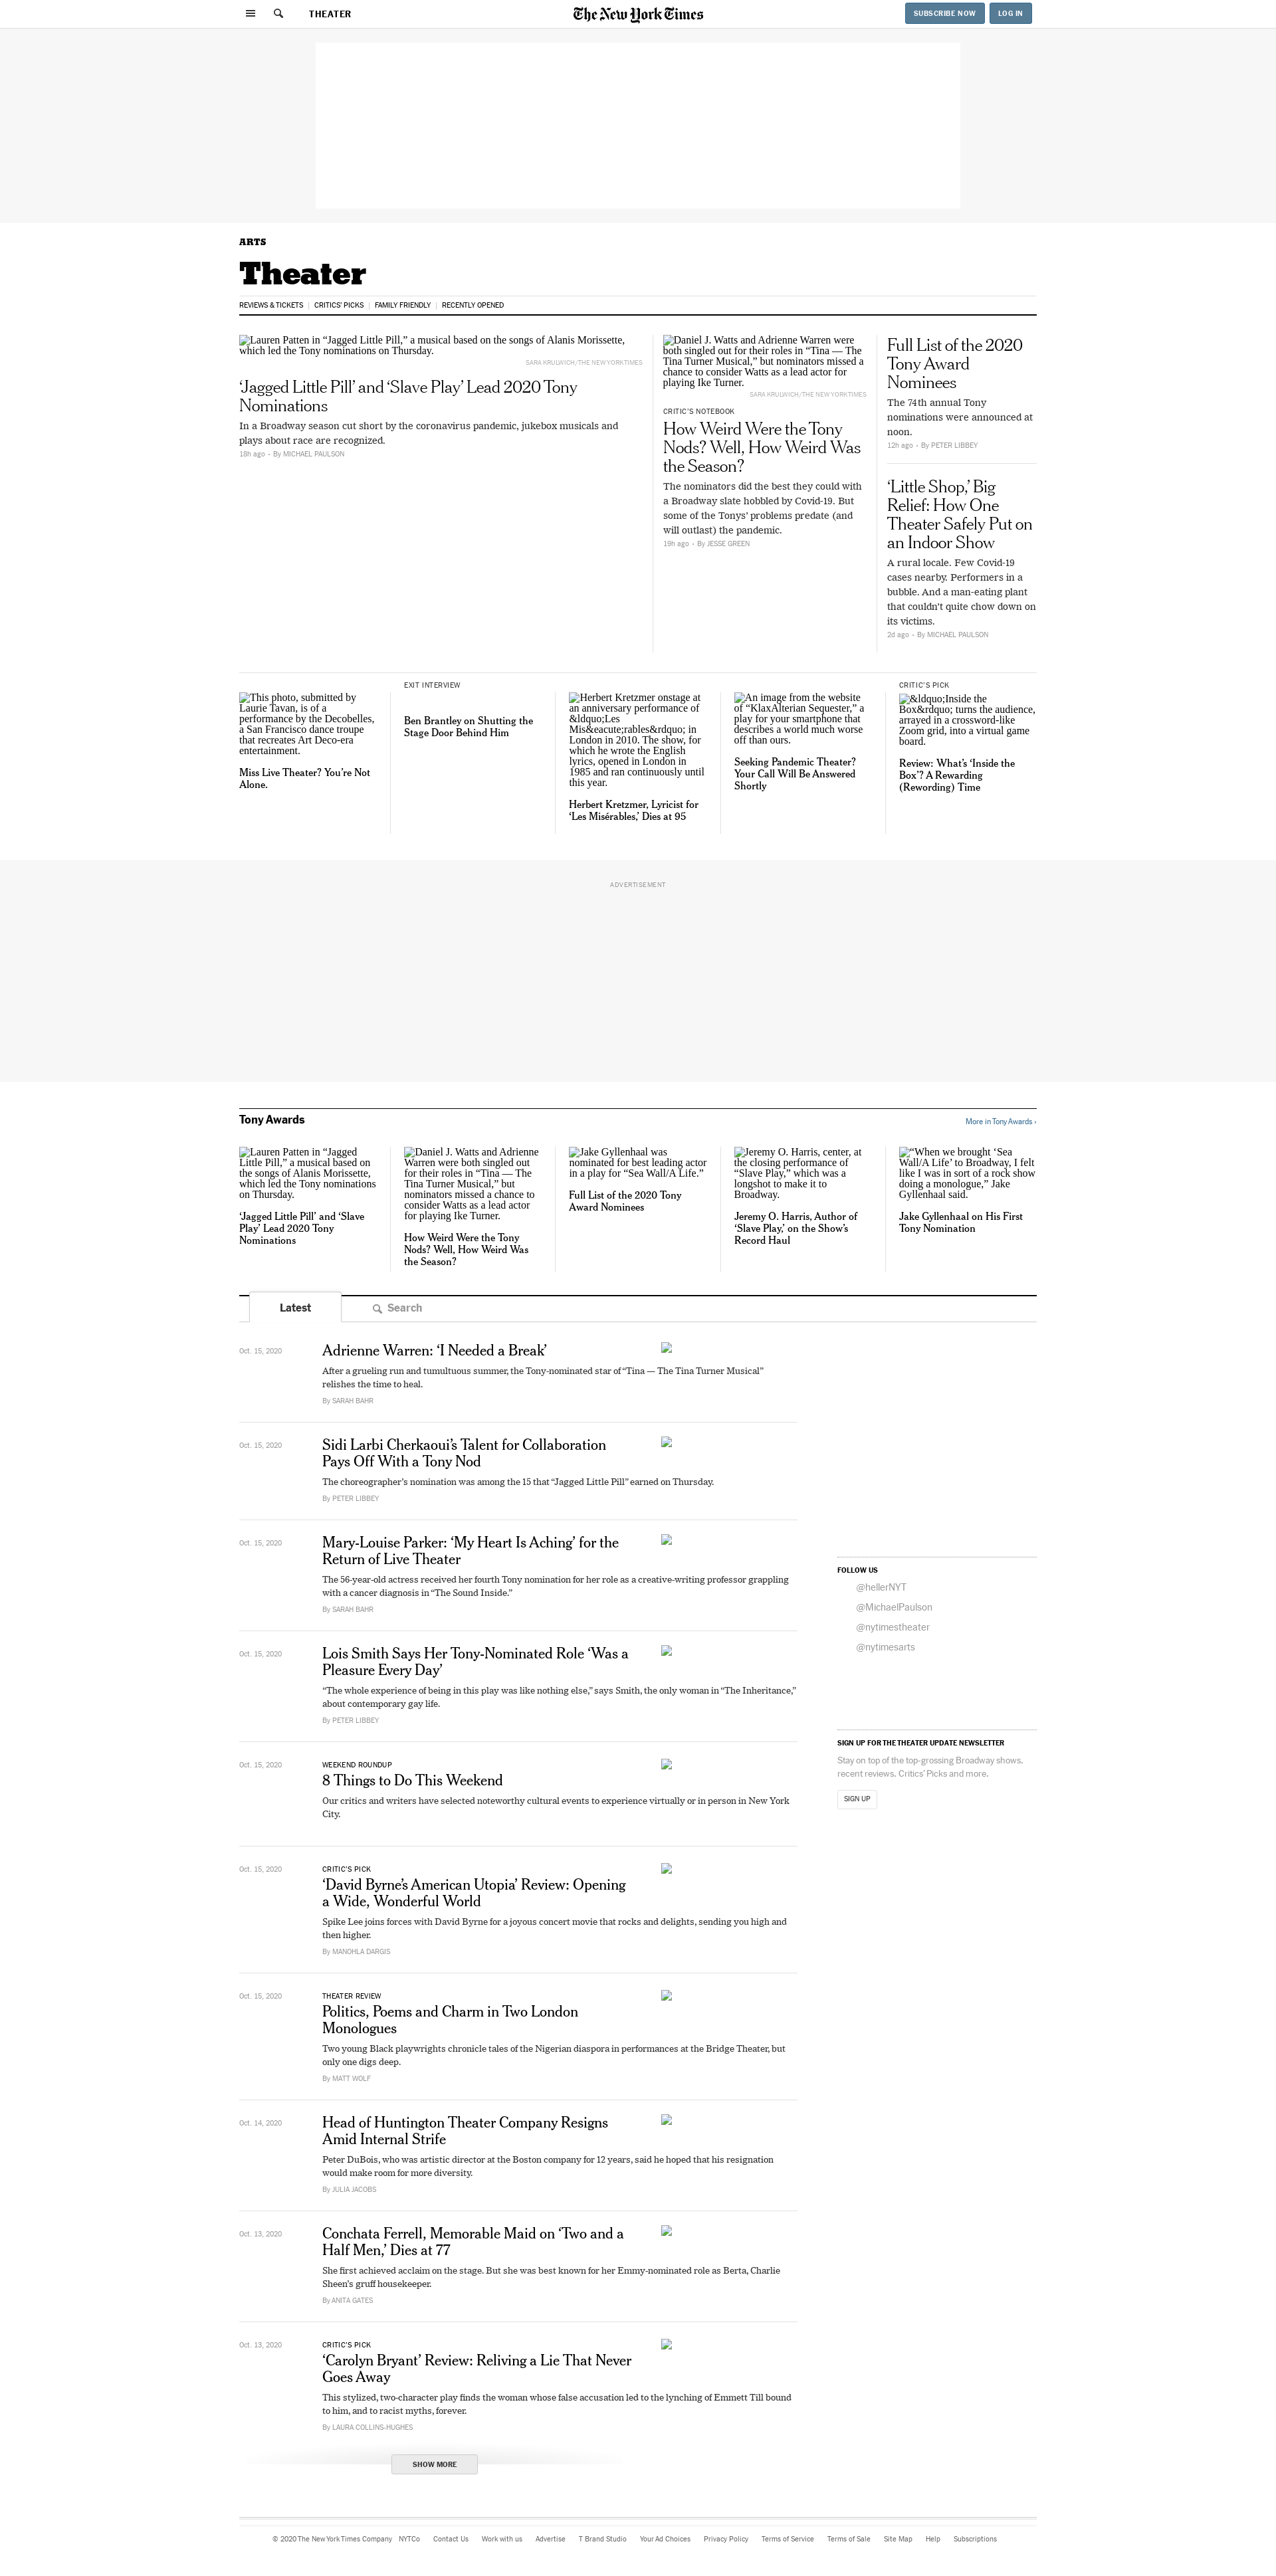 THEATER
The New York Times
SUBSCRIBE NOW
LOG IN
ARTS
Theater
REVIEWS & TICKETS
CRITICS' PICKS
FAMILY FRIENDLY
RECENTLY OPENED
Lauren Patten in “Jagged Little Pill,” a musical based on the songs of Alanis Morissette,
which led the Tony nominations on Thursday.
SARA KRULWICH/THE NEW YORK TIMES
‘Jagged Little Pill’ and ‘Slave Play’ Lead 2020 Tony
Nominations
In a Broadway season cut short by the coronavirus pandemic, jukebox musicals and
plays about race are recognized.
18h ago • By MICHAEL PAULSON
Daniel J. Watts and Adrienne Warren were
both singled out for their roles in “Tina — The
Tina Turner Musical,” but nominators missed a
chance to consider Watts as a lead actor for
playing Ike Turner.
SARA KRULWICH/THE NEW YORK TIMES
CRITIC’S NOTEBOOK
How Weird Were the Tony
Nods? Well, How Weird Was
the Season?
The nominators did the best they could with
a Broadway slate hobbled by Covid-19. But
some of the Tonys’ problems predate (and
will outlast) the pandemic.
19h ago • By JESSE GREEN
Full List of the 2020
Tony Award
Nominees
The 74th annual Tony
nominations were announced at
noon.
12h ago • By PETER LIBBEY
‘Little Shop,’ Big
Relief: How One
Theater Safely Put on
an Indoor Show
A rural locale. Few Covid-19
cases nearby. Performers in a
bubble. And a man-eating plant
that couldn’t quite chow down on
its victims.
2d ago • By MICHAEL PAULSON
This photo, submitted by
Laurie Tavan, is of a
performance by the Decobelles,
a San Francisco dance troupe
that recreates Art Deco-era
entertainment.
Miss Live Theater? You’re Not
Alone.
EXIT INTERVIEW
Ben Brantley on Shutting the
Stage Door Behind Him
Herbert Kretzmer onstage at
an anniversary performance of
&ldquo;Les
Mis&eacute;rables&rdquo; in
London in 2010. The show, for
which he wrote the English
lyrics, opened in London in
1985 and ran continuously until
this year.
Herbert Kretzmer, Lyricist for
‘Les Misérables,’ Dies at 95
An image from the website
of “KlaxAlterian Sequester,” a
play for your smartphone that
describes a world much worse
off than ours.
Seeking Pandemic Theater?
Your Call Will Be Answered
Shortly
CRITIC’S PICK
&ldquo;Inside the
Box&rdquo; turns the audience,
arrayed in a crossword-like
Zoom grid, into a virtual game
board.
Review: What’s ‘Inside the
Box’? A Rewarding
(Rewording) Time
ADVERTISEMENT
Tony Awards
More in Tony Awards ›
Lauren Patten in “Jagged
Little Pill,” a musical based on
the songs of Alanis Morissette,
which led the Tony nominations
on Thursday.
‘Jagged Little Pill’ and ‘Slave
Play’ Lead 2020 Tony
Nominations
Daniel J. Watts and Adrienne
Warren were both singled out
for their roles in “Tina — The
Tina Turner Musical,” but
nominators missed a chance to
consider Watts as a lead actor
for playing Ike Turner.
How Weird Were the Tony
Nods? Well, How Weird Was
the Season?
Jake Gyllenhaal was
nominated for best leading actor
in a play for “Sea Wall/A Life.”
Full List of the 2020 Tony
Award Nominees
Jeremy O. Harris, center, at
the closing performance of
“Slave Play,” which was a
longshot to make it to
Broadway.
Jeremy O. Harris, Author of
‘Slave Play,’ on the Show’s
Record Haul
“When we brought ‘Sea
Wall/A Life’ to Broadway, I felt
like I was in sort of a rock show
doing a monologue,” Jake
Gyllenhaal said.
Jake Gyllenhaal on His First
Tony Nomination
Latest
Search
Oct. 15, 2020
Adrienne Warren: ‘I Needed a Break’
After a grueling run and tumultuous summer, the Tony-nominated star of “Tina — The Tina Turner Musical”
relishes the time to heal.
By SARAH BAHR
Oct. 15, 2020
Sidi Larbi Cherkaoui’s Talent for Collaboration
Pays Off With a Tony Nod
The choreographer’s nomination was among the 15 that “Jagged Little Pill” earned on Thursday.
By PETER LIBBEY
Oct. 15, 2020
Mary-Louise Parker: ‘My Heart Is Aching’ for the
Return of Live Theater
The 56-year-old actress received her fourth Tony nomination for her role as a creative-writing professor grappling
with a cancer diagnosis in “The Sound Inside.”
By SARAH BAHR
Oct. 15, 2020
Lois Smith Says Her Tony-Nominated Role ‘Was a
Pleasure Every Day’
“The whole experience of being in this play was like nothing else,” says Smith, the only woman in “The Inheritance,”
about contemporary gay life.
By PETER LIBBEY
Oct. 15, 2020
WEEKEND ROUNDUP
8 Things to Do This Weekend
Our critics and writers have selected noteworthy cultural events to experience virtually or in person in New York
City.
Oct. 15, 2020
CRITIC’S PICK
‘David Byrne’s American Utopia’ Review: Opening
a Wide, Wonderful World
Spike Lee joins forces with David Byrne for a joyous concert movie that rocks and delights, sending you high and
then higher.
By MANOHLA DARGIS
Oct. 15, 2020
THEATER REVIEW
Politics, Poems and Charm in Two London
Monologues
Two young Black playwrights chronicle tales of the Nigerian diaspora in performances at the Bridge Theater, but
only one digs deep.
By MATT WOLF
Oct. 14, 2020
Head of Huntington Theater Company Resigns
Amid Internal Strife
Peter DuBois, who was artistic director at the Boston company for 12 years, said he hoped that his resignation
would make room for more diversity.
By JULIA JACOBS
Oct. 13, 2020
Conchata Ferrell, Memorable Maid on ‘Two and a
Half Men,’ Dies at 77
She first achieved acclaim on the stage. But she was best known for her Emmy-nominated role as Berta, Charlie
Sheen’s gruff housekeeper.
By ANITA GATES
Oct. 13, 2020
CRITIC’S PICK
‘Carolyn Bryant’ Review: Reliving a Lie That Never
Goes Away
This stylized, two-character play finds the woman whose false accusation led to the lynching of Emmett Till bound
to him, and to racist myths, forever.
By LAURA COLLINS-HUGHES
SHOW MORE
FOLLOW US
@hellerNYT
@MichaelPaulson
@nytimestheater
@nytimesarts
SIGN UP FOR THE THEATER UPDATE NEWSLETTER
Stay on top of the top-grossing Broadway shows,
recent reviews, Critics’ Picks and more.
SIGN UP
© 2020 The New York Times Company
NYTCo
Contact Us
Work with us
Advertise
T Brand Studio
Your Ad Choices
Privacy Policy
Terms of Service
Terms of Sale
Site Map
Help
Subscriptions